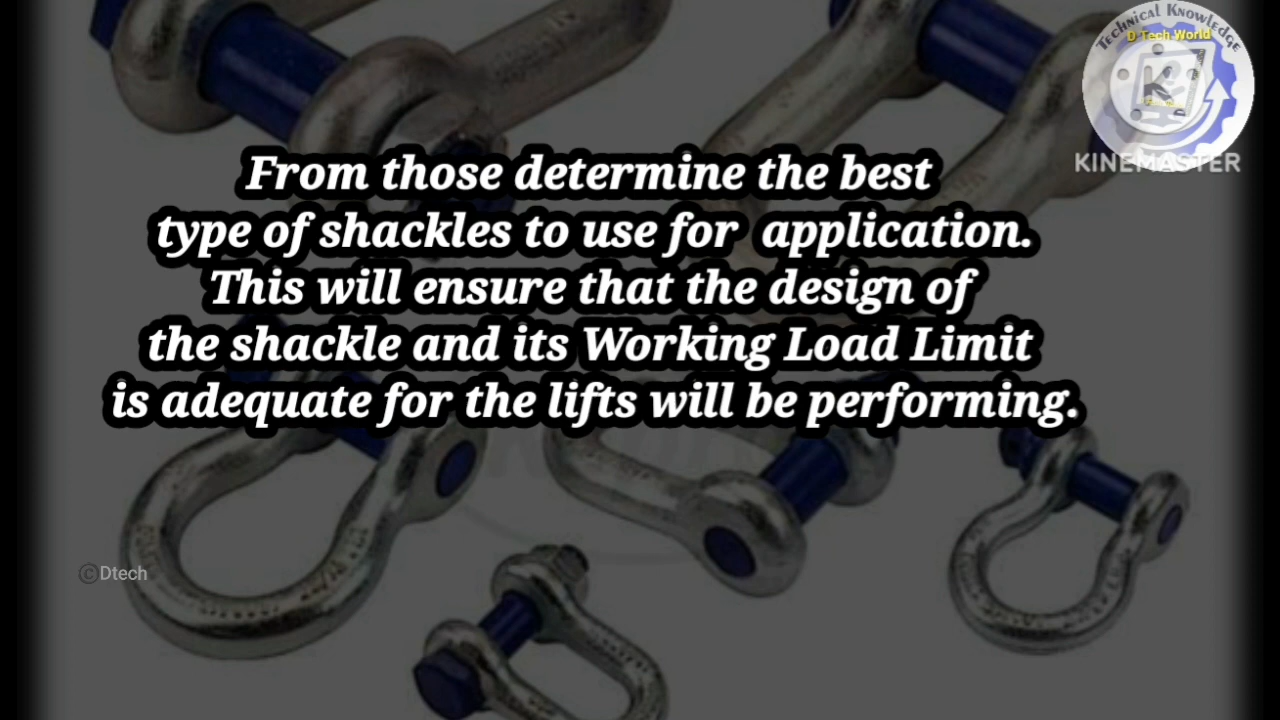 Technical Knowledge
D Tech World
K
KINEMASTER
From those determine the best
type of shackles to use for application.
This will ensure that the design of
the shackle and its Working Load Limit
is adequate for the lifts will be performing.
©Dtech